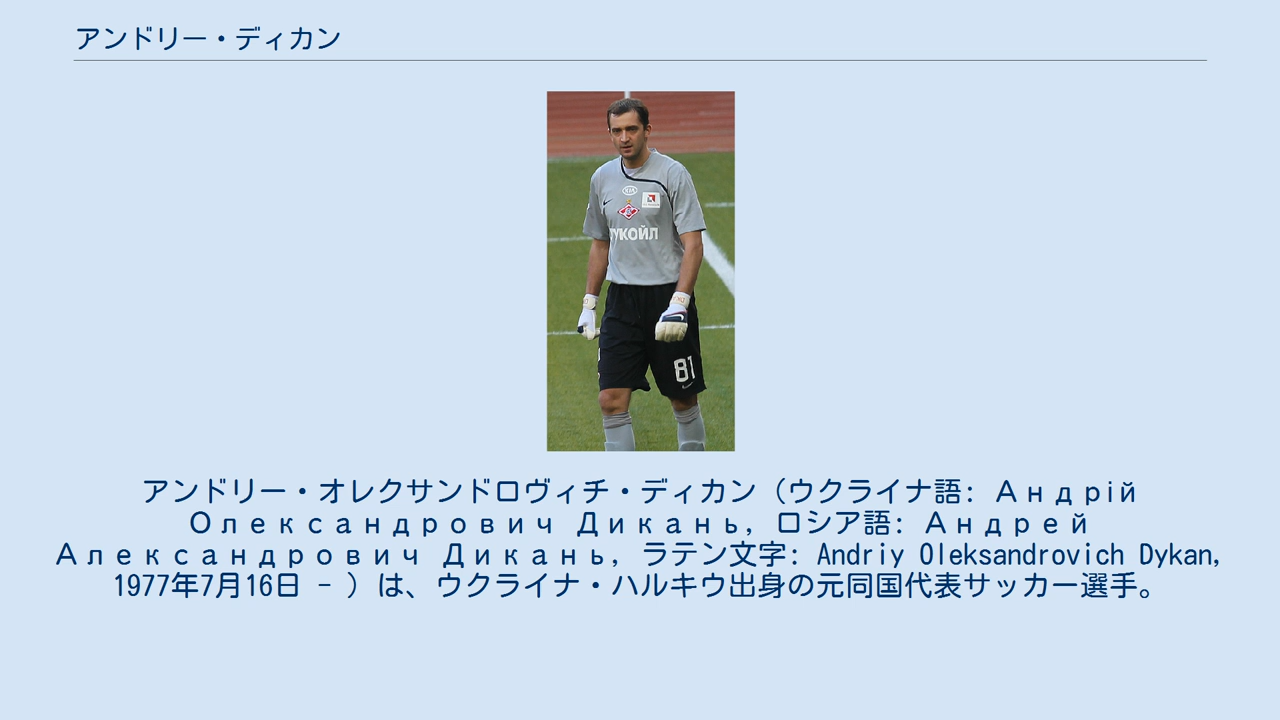 アンドリー・ディカン
KIA
ЛУКОЙЛ
81
アンドリー・オレクサンドロヴィチ・ディカン（ウクライナ語: Андрій
Олександрович Дикань, ロシア語: Андрей
Александрович Дикань, ラテン文字: Andriy Oleksandrovich Dykan,
1977年7月16日 - ）は、ウクライナ・ハルキウ出身の元同国代表サッカー選手。